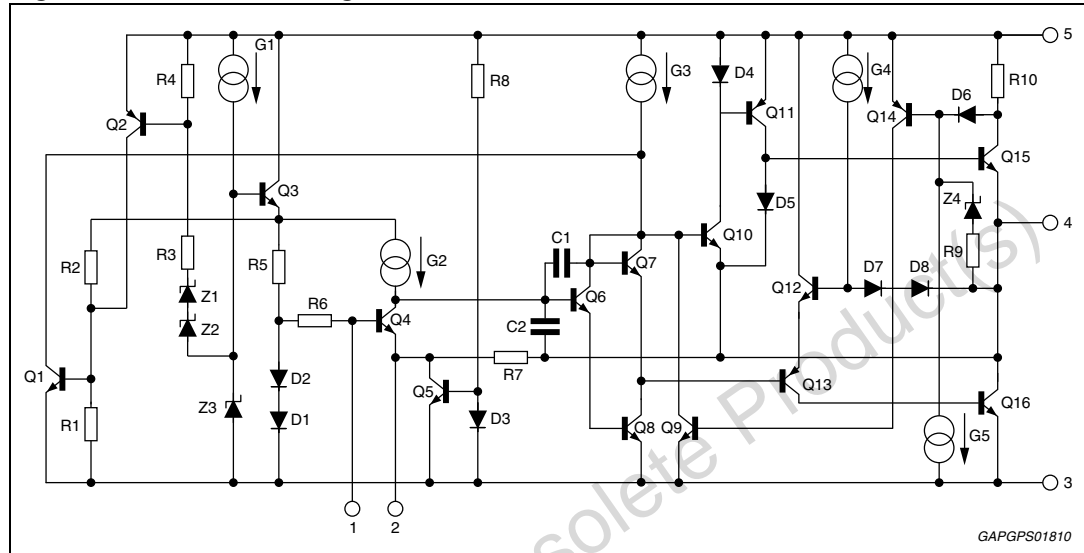 5
G1
R4
R8
G3
D4
G4
R10
D6
Q2
Q11
Q14
Q15
Q3
Z4
4
D5
C1
Q10
R2
R3
R5
G2
Q7
R9
D7
D8
Z1
R6
Q6
Q12
Z2
Q4
C2
R7
Q1
D2
Q13
Z3
Q5
Q16
R1
D1
D3
Q8
Q9
G5
3
1
2
solete Product(s)
GAPGPS01810